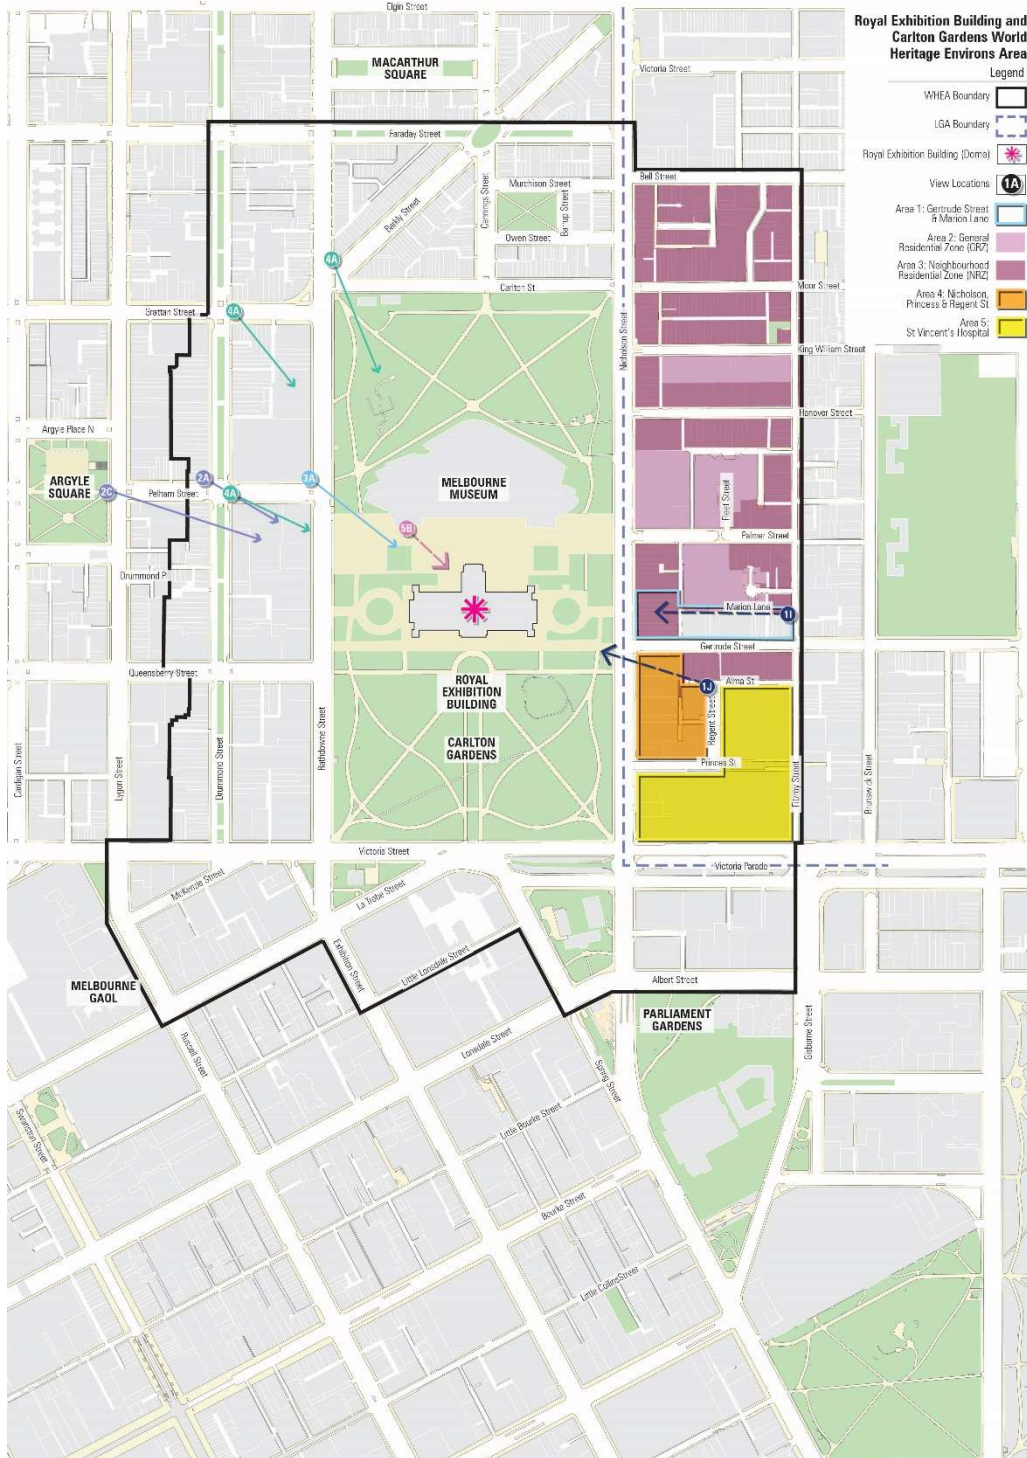 Royal Exhibition Building and
Carlton Gardens World
Heritage Environs Area
Legend
WHEA Boundary
LGA Boundary
Royal Exhibition Building (Dome)
View Locations
1A
Area 1: Gertrude Street
& Marion Lane
Area 2: General
Residential Zone (GRZ)
Area 3: Neighbourhood
Residential Zone (NRZ)
Area 4: Nicholson,
Princess & Regent St
Area 5:
St Vincent's Hospital
Elgin Street
MACARTHUR
SQUARE
Victoria Street
Faraday Street
Bell Street
Murchison Street
Barkly Street
Canning Street
Barrup Street
Owen Street
4A
Carlton St
Moor Street
Grattan Street
4A
Nicholson Street
King William Street
Hanover Street
Argyle Place N
ARGYLE
SQUARE
2C
Pelham Street
2A
4A
3A
MELBOURNE
MUSEUM
Fleet Street
5B
Palmer Street
Drummond P
Marion Lane
1I
Gertrude Street
Queensberry Street
ROYAL
EXHIBITION
BUILDING
Alma St
1J
Regent Street
CARLTON
GARDENS
Princes St
Cardigan Street
Lygon Street
Drummond Street
Rathdowne Street
Fitzroy Street
Brunswick Street
Victoria Street
Victoria Parade
McKenzie Street
La Trobe Street
Exhibition Street
Little Lonsdale Street
MELBOURNE
GAOL
Albert Street
PARLIAMENT
GARDENS
Russell Street
Lonsdale Street
Spring Street
Gisborne Street
Swanston Street
Little Bourke Street
Bourke Street
Little CollinsStreet